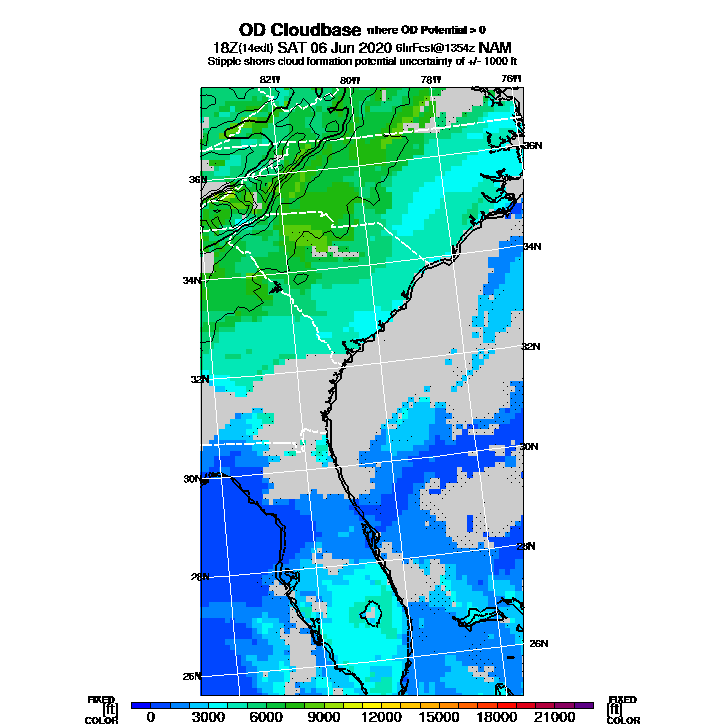 OD Cloudbase where OD Potential > 0
18Z(14edt) SAT 06 Jun 2020 6hrFcst@1354z NAM
Stipple shows cloud formation potential uncertainty of +/- 1000 ft
82W 80W 78W 76W
36N
36N
34N
34N
32N
32N
30N
30N
28N
28N
26N
26N
FIXED FIXED
[ft] [ft]
COLOR COLOR
0 3000 6000 9000 12000 15000 18000 21000